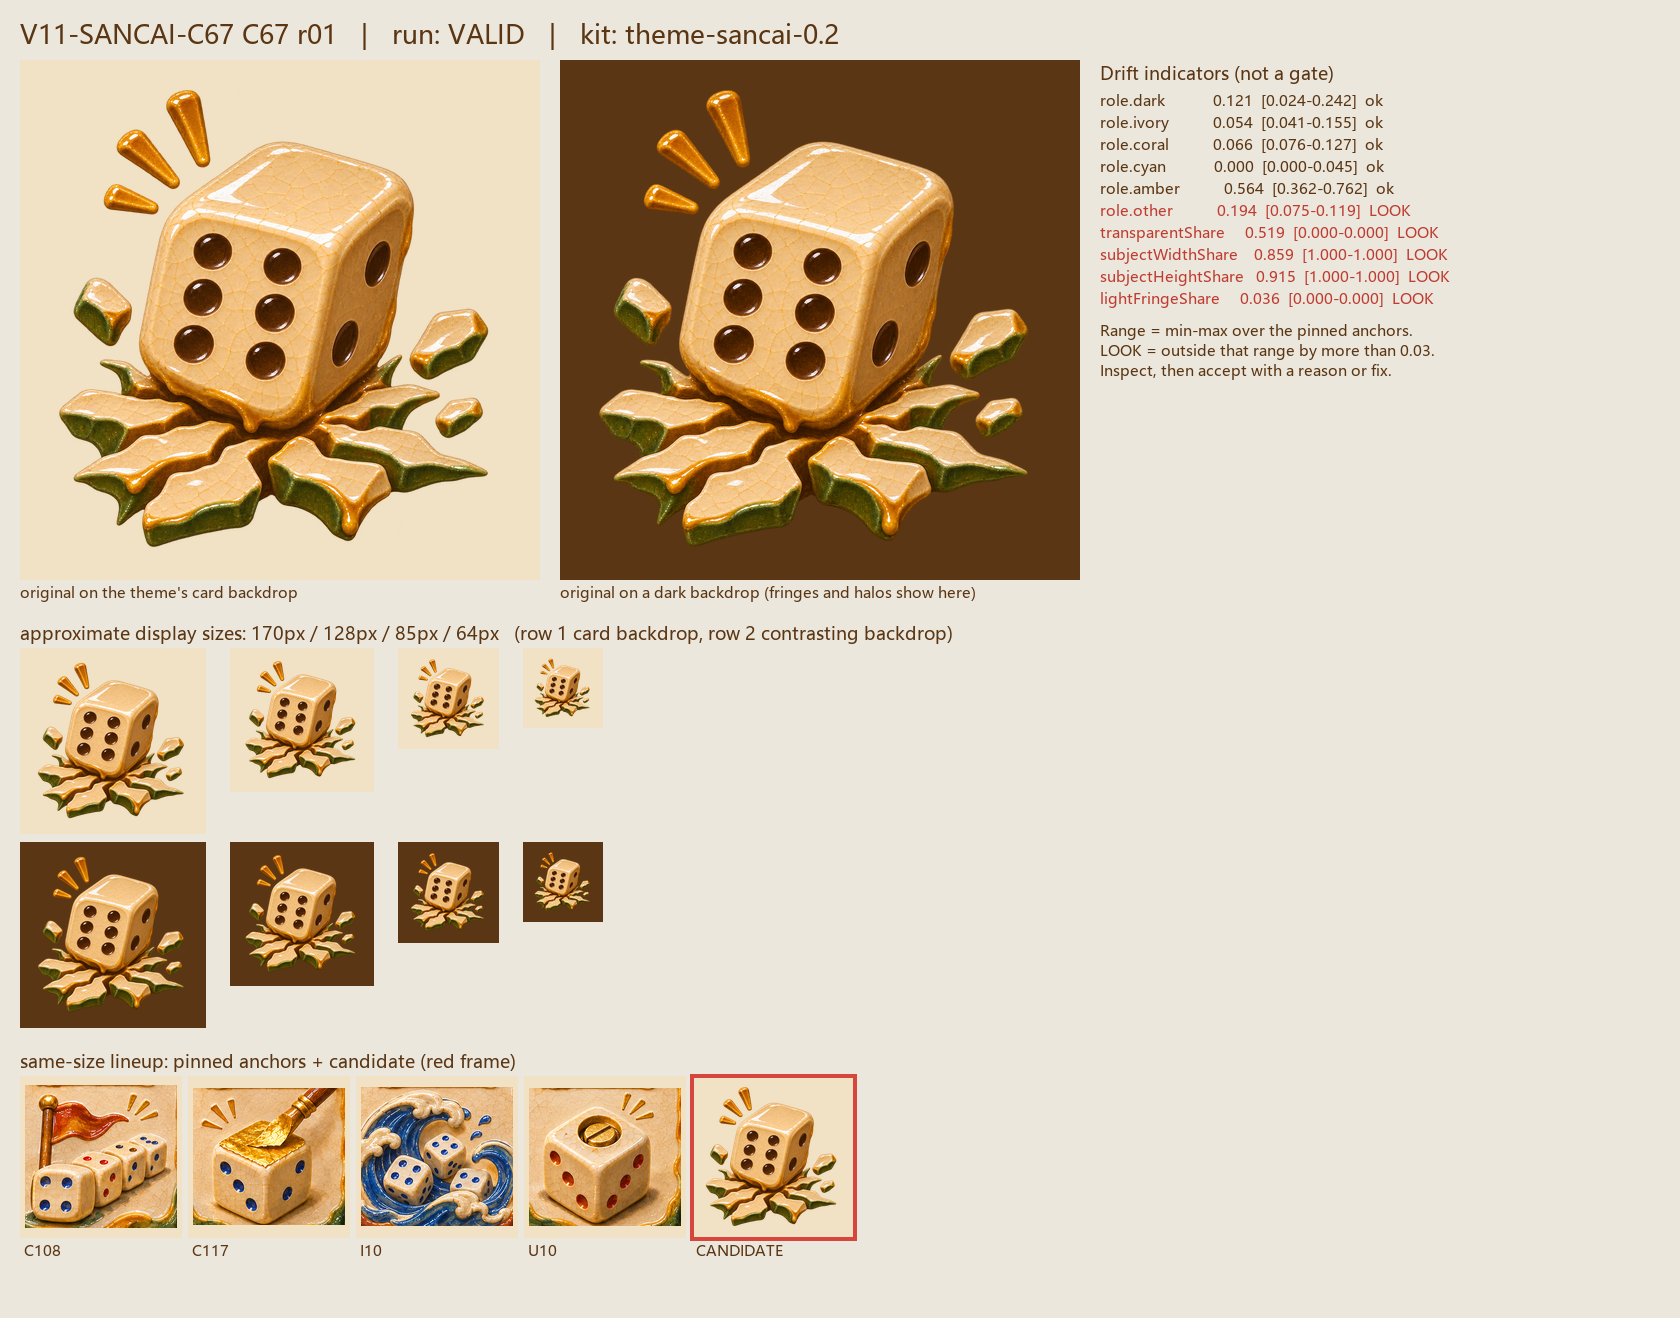 V11-SANCAI-C67 C67 r01 | run: VALID | kit: theme-sancai-0.2
Drift indicators (not a gate)
role.dark 0.121 [0.024-0.242] ok
role.ivory 0.054 [0.041-0.155] ok
role.coral 0.066 [0.076-0.127] ok
role.cyan 0.000 [0.000-0.045] ok
role.amber 0.564 [0.362-0.762] ok
role.other 0.194 [0.075-0.119] LOOK
transparentShare 0.519 [0.000-0.000] LOOK
subjectWidthShare 0.859 [1.000-1.000] LOOK
subjectHeightShare 0.915 [1.000-1.000] LOOK
lightFringeShare 0.036 [0.000-0.000] LOOK
Range = min-max over the pinned anchors.
LOOK = outside that range by more than 0.03.
Inspect, then accept with a reason or fix.
original on the theme's card backdrop
original on a dark backdrop (fringes and halos show here)
approximate display sizes: 170px / 128px / 85px / 64px (row 1 card backdrop, row 2 contrasting backdrop)
same-size lineup: pinned anchors + candidate (red frame)
C108
C117
I10
U10
CANDIDATE